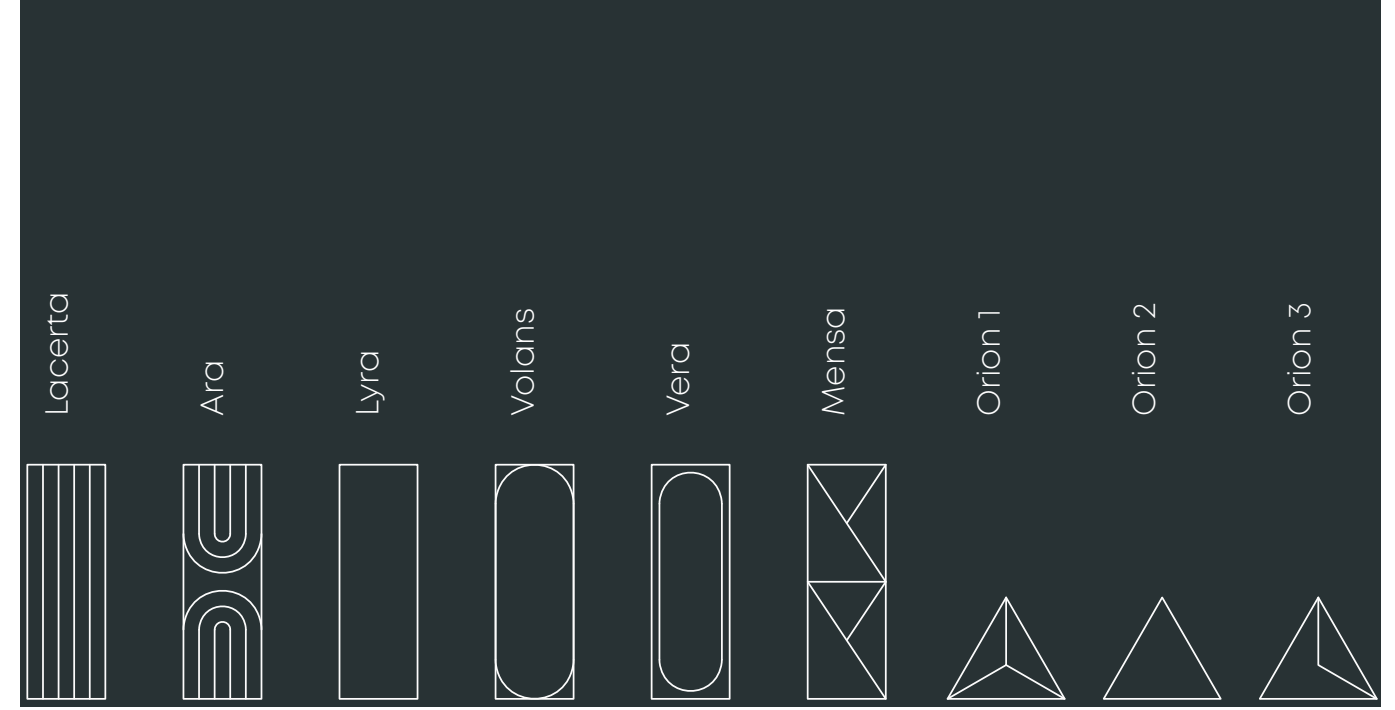 Lacerta
Ara
Lyra
Volans
Vera
Mensa
Orion 1
Orion 2
Orion 3